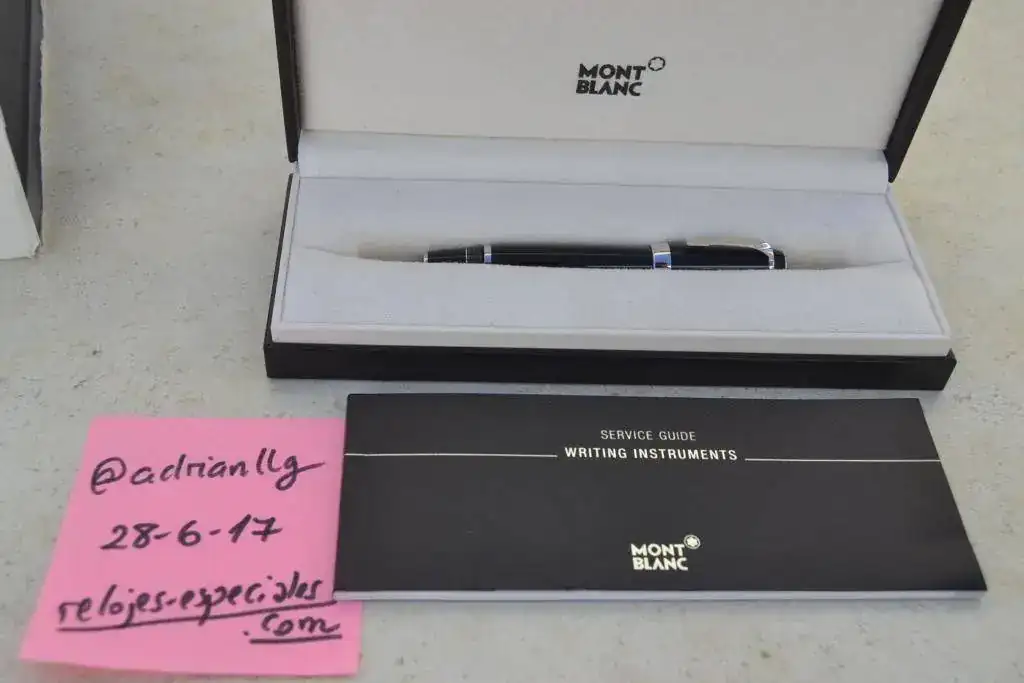 MONT
BLANC
SERVICE GUIDE
WRITING INSTRUMENTS
MONT
BLANC
@adrianllg
28-6-17
relojes-especiales
.com